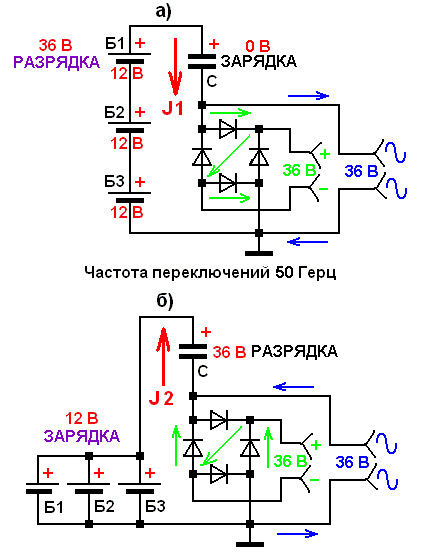 а)
36 В Б1 + + 0 В
РАЗРЯДКА ЗАРЯДКА
12 В J1 C
Б2 +
12 В + 36 В 36 В
Б3 + −
12 В
Частота переключений 50 Герц
б)
+
36 В РАЗРЯДКА
J2 C
12 В
ЗАРЯДКА +
+ + + 36 В 36 В
Б1 Б2 Б3 −